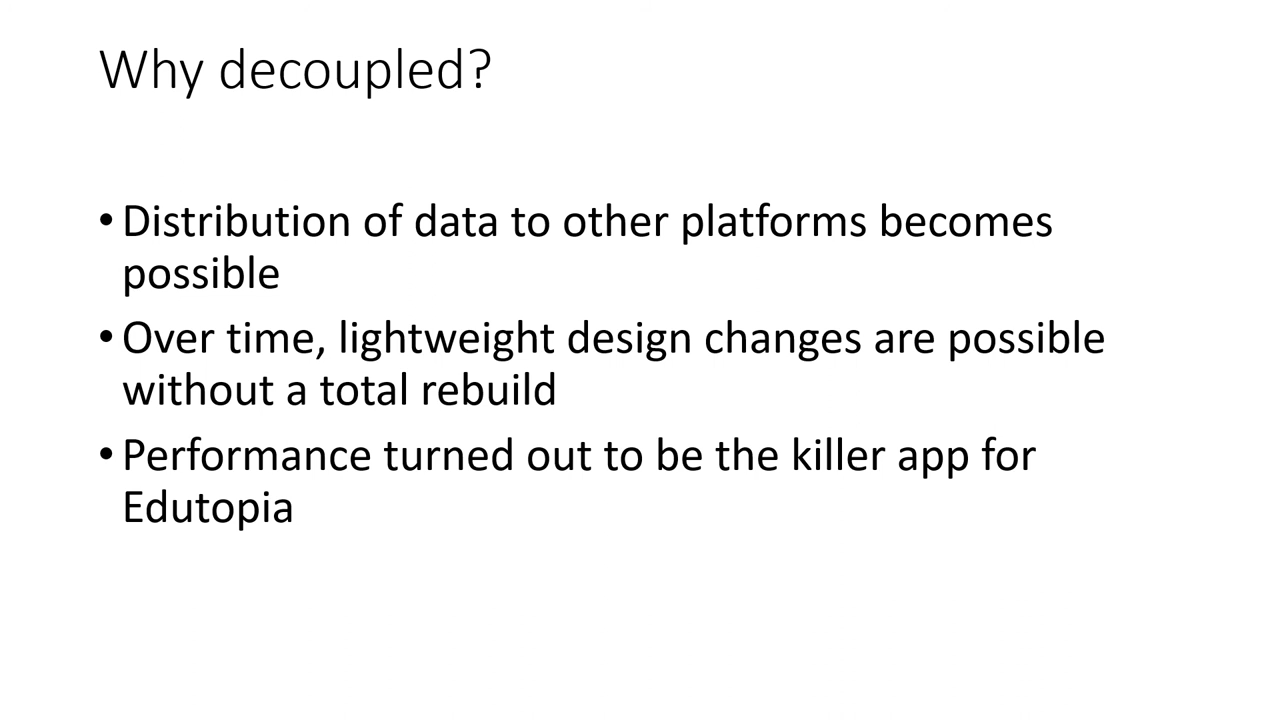 Why decoupled?
• Distribution of data to other platforms becomes
possible
• Over time, lightweight design changes are possible
without a total rebuild
• Performance turned out to be the killer app for
Edutopia